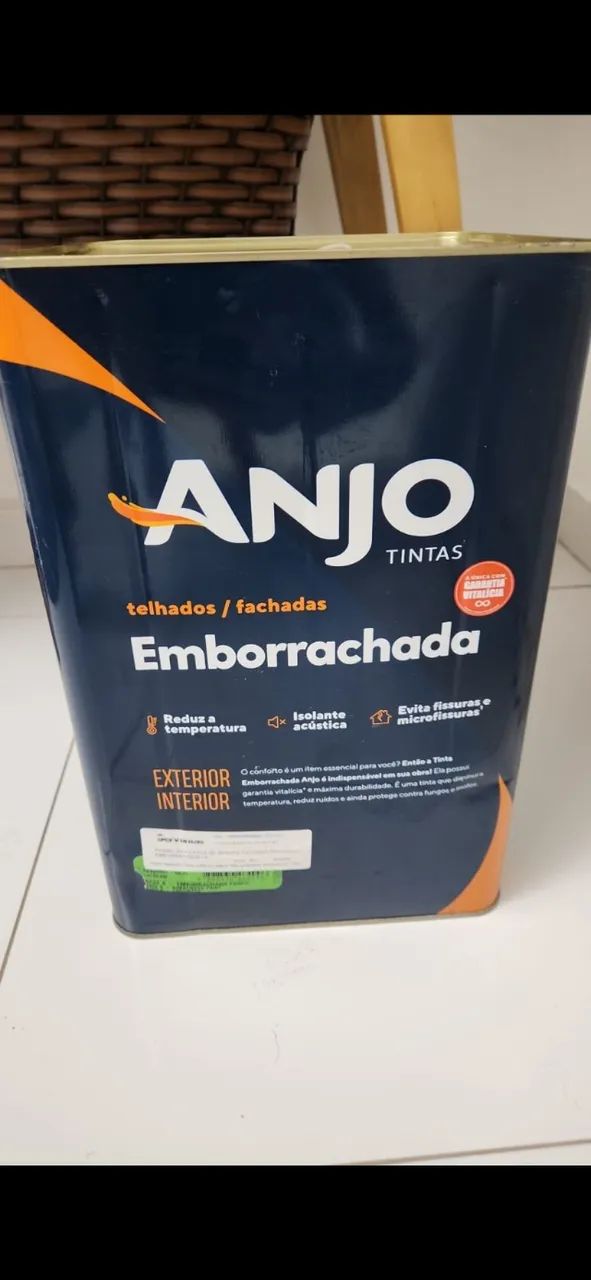 ANJO
TINTAS
telhados / fachadas
A ÚNICA COM
GARANTIA
VITALÍCIA
Emborrachada
Reduz a
temperatura
Isolante
acústica
Evita fissuras e
microfissuras
EXTERIOR
INTERIOR
O conforto é um item essencial para você? Então a Tinta
Emborrachada Anjo é indispensável em sua obra! Ela possui
garantia vitalícia* e máxima durabilidade. É uma tinta que diminui a
temperatura, reduz ruídos e ainda protege contra fungos e mofos.